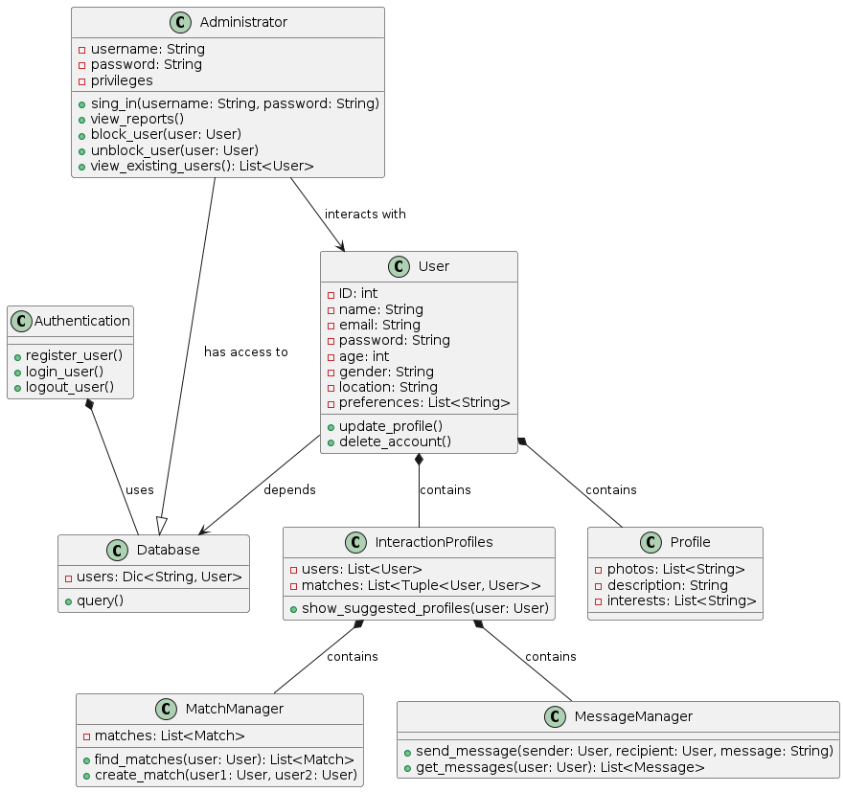 C Administrator
username: String
password: String
privileges
sing_in(username: String, password: String)
view_reports()
block_user(user: User)
unblock_user(user: User)
view_existing_users(): List<User>
interacts with
C User
ID: int
name: String
email: String
password: String
age: int
gender: String
location: String
preferences: List<String>
update_profile()
delete_account()
C Authentication
register_user()
login_user()
logout_user()
has access to
uses
depends
contains
contains
C Database
users: Dic<String, User>
query()
C InteractionProfiles
users: List<User>
matches: List<Tuple<User, User>>
show_suggested_profiles(user: User)
C Profile
photos: List<String>
description: String
interests: List<String>
contains
contains
C MatchManager
matches: List<Match>
find_matches(user: User): List<Match>
create_match(user1: User, user2: User)
C MessageManager
send_message(sender: User, recipient: User, message: String)
get_messages(user: User): List<Message>